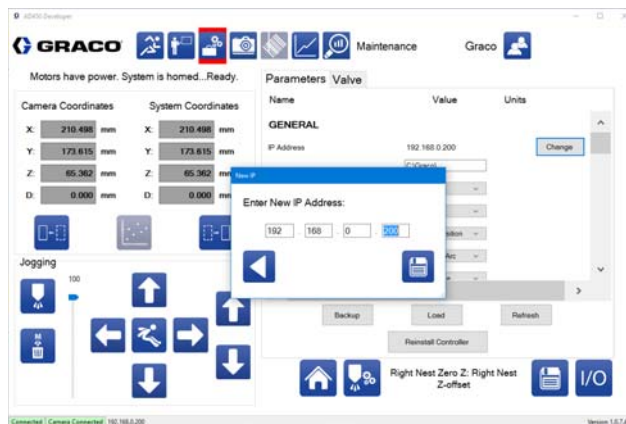 AD450 Developer
GRACO
Maintenance
Graco
Motors have power. System is homed...Ready.
Parameters Valve
Name Value Units
Camera Coordinates System Coordinates
GENERAL
X: 210.498 mm X: 210.498 mm
IP Address 192.168.0.200 Change
Y: 173.615 mm Y: 173.615 mm
C:\Graco\
Z: 65.362 mm Z: 65.362 mm
D: 0.000 mm D: 0.000 mm
New IP
Enter New IP Address:
192 . 168 . 0 . 200
Arc
Jogging
100
M
Backup Load Refresh
Reinstall Controller
Right Nest Zero Z: Right Nest
Z-offset
I/O
Connected Camera Connected 192.168.0.200